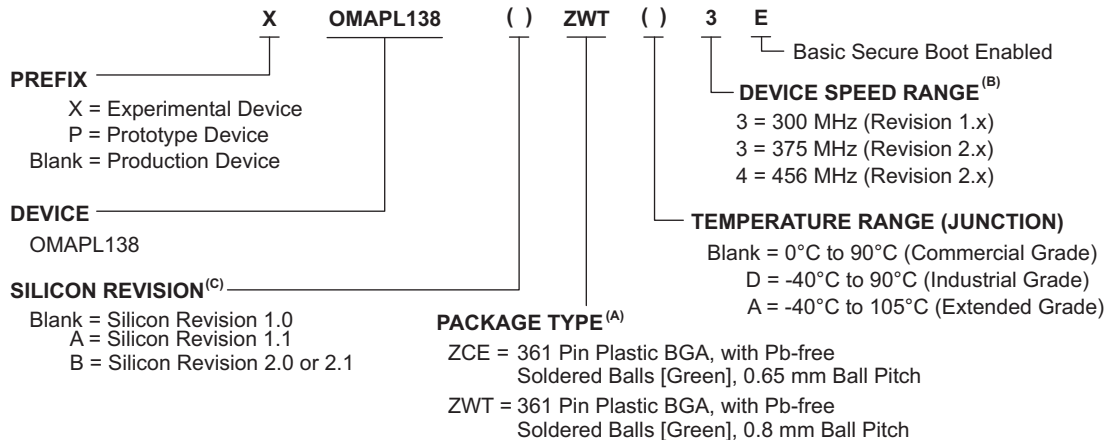 X OMAPL138 ( ) ZWT ( ) 3 E
Basic Secure Boot Enabled
PREFIX
X = Experimental Device
P = Prototype Device
Blank = Production Device
DEVICE SPEED RANGE(B)
3 = 300 MHz (Revision 1.x)
3 = 375 MHz (Revision 2.x)
4 = 456 MHz (Revision 2.x)
DEVICE
OMAPL138
TEMPERATURE RANGE (JUNCTION)
Blank = 0°C to 90°C (Commercial Grade)
D = -40°C to 90°C (Industrial Grade)
A = -40°C to 105°C (Extended Grade)
SILICON REVISION(C)
Blank = Silicon Revision 1.0
A = Silicon Revision 1.1
B = Silicon Revision 2.0 or 2.1
PACKAGE TYPE(A)
ZCE = 361 Pin Plastic BGA, with Pb-free
Soldered Balls [Green], 0.65 mm Ball Pitch
ZWT = 361 Pin Plastic BGA, with Pb-free
Soldered Balls [Green], 0.8 mm Ball Pitch